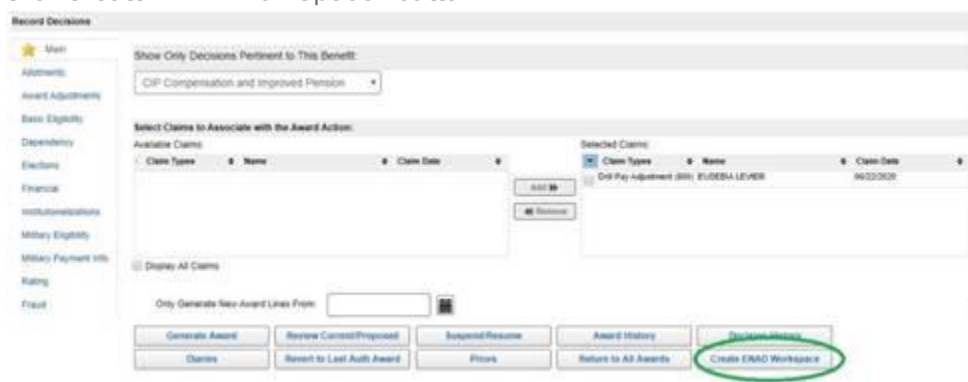 Record Decisions
Main
Allotments
Award Adjustments
Basic Eligibility
Dependency
Elections
Financial
Institutionalizations
Military Eligibility
Military Payment Info
Rating
Fraud
Show Only Decisions Pertinent to This Benefit:
CIP Compensation and Improved Pension
Select Claims to Associate with the Award Action:
Available Claims: Selected Claims:
Claim Types Name Claim Date Claim Types Name Claim Date
Drill Pay Adjustment EUSEBIA LEVIER
Add
Remove
Display All Claims
Only Generate New Award Lines From:
Generate Award Review Current/Proposed Suspend/Resume Award History Decision History
Diaries Revert to Last Auth Award Priors Return to All Awards Create ENAD Workspace